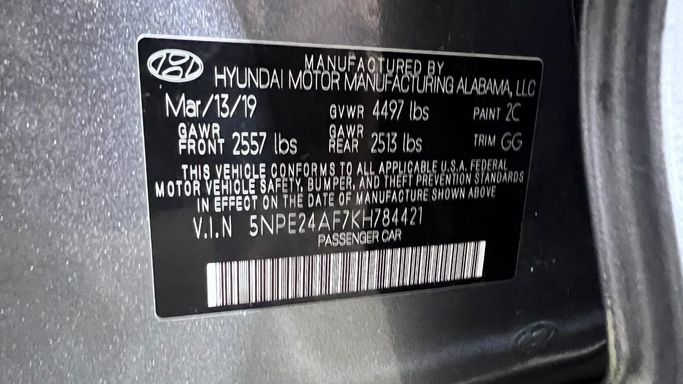 MANUFACTURED BY
HYUNDAI MOTOR MANUFACTURING ALABAMA, LLC
Mar/13/19 GVWR 4497 lbs PAINT 2C
GAWR FRONT 2557 lbs GAWR REAR 2513 lbs TRIM GG
THIS VEHICLE CONFORMS TO ALL APPLICABLE U.S.A. FEDERAL
MOTOR VEHICLE SAFETY, BUMPER, AND THEFT PREVENTION STANDARDS
IN EFFECT ON THE DATE OF MANUFACTURE SHOWN ABOVE.
V.I.N 5NPE24AF7KH784421
PASSENGER CAR